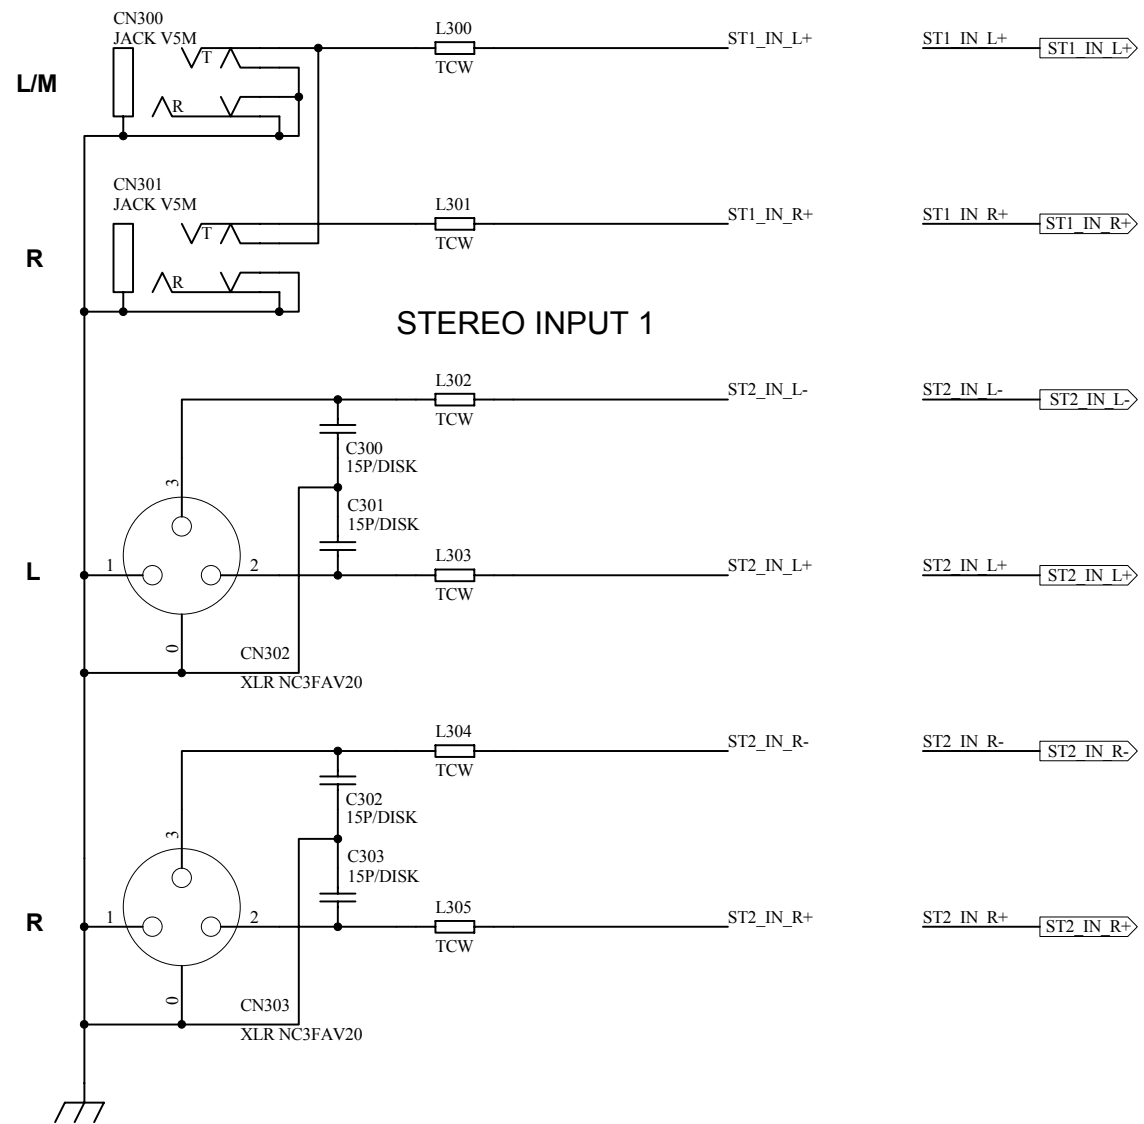 CN300
JACK V5M
L/M
T
R
L300
TCW
ST1_IN_L+
ST1_IN_L+
ST1_IN_L+
CN301
JACK V5M
R
T
R
L301
TCW
ST1_IN_R+
ST1_IN_R+
ST1_IN_R+
STEREO INPUT 1
L302
TCW
ST2_IN_L-
ST2_IN_L-
ST2_IN_L-
C300
15P/DISK
3
C301
15P/DISK
L
1
2
L303
TCW
ST2_IN_L+
ST2_IN_L+
ST2_IN_L+
0
CN302
XLR NC3FAV20
L304
TCW
ST2_IN_R-
ST2_IN_R-
ST2_IN_R-
C302
15P/DISK
3
C303
15P/DISK
R
1
2
L305
TCW
ST2_IN_R+
ST2_IN_R+
ST2_IN_R+
0
CN303
XLR NC3FAV20